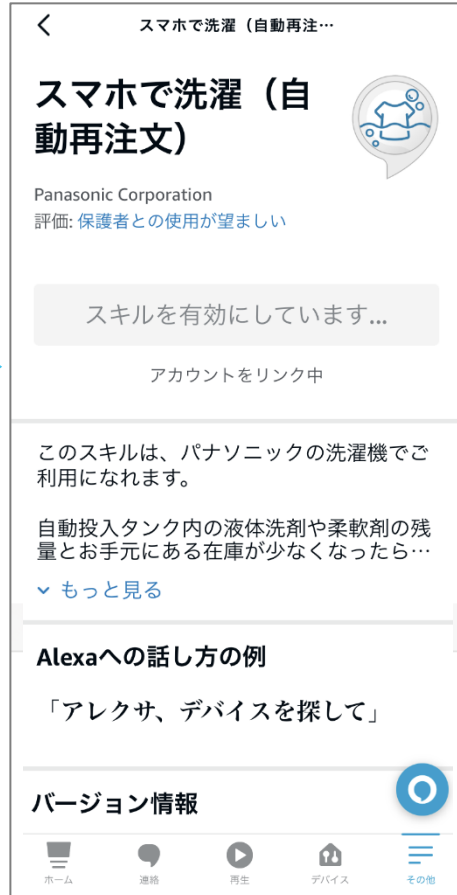 スマホで洗濯（自動再注…
スマホで洗濯（自
動再注文）
Panasonic Corporation
評価: 保護者との使用が望ましい
スキルを有効にしています...
アカウントをリンク中
このスキルは、パナソニックの洗濯機でご
利用になれます。
自動投入タンク内の液体洗剤や柔軟剤の残
量とお手元にある在庫が少なくなったら…
もっと見る
Alexaへの話し方の例
「アレクサ、デバイスを探して」
バージョン情報
ホーム 連絡 再生 デバイス その他